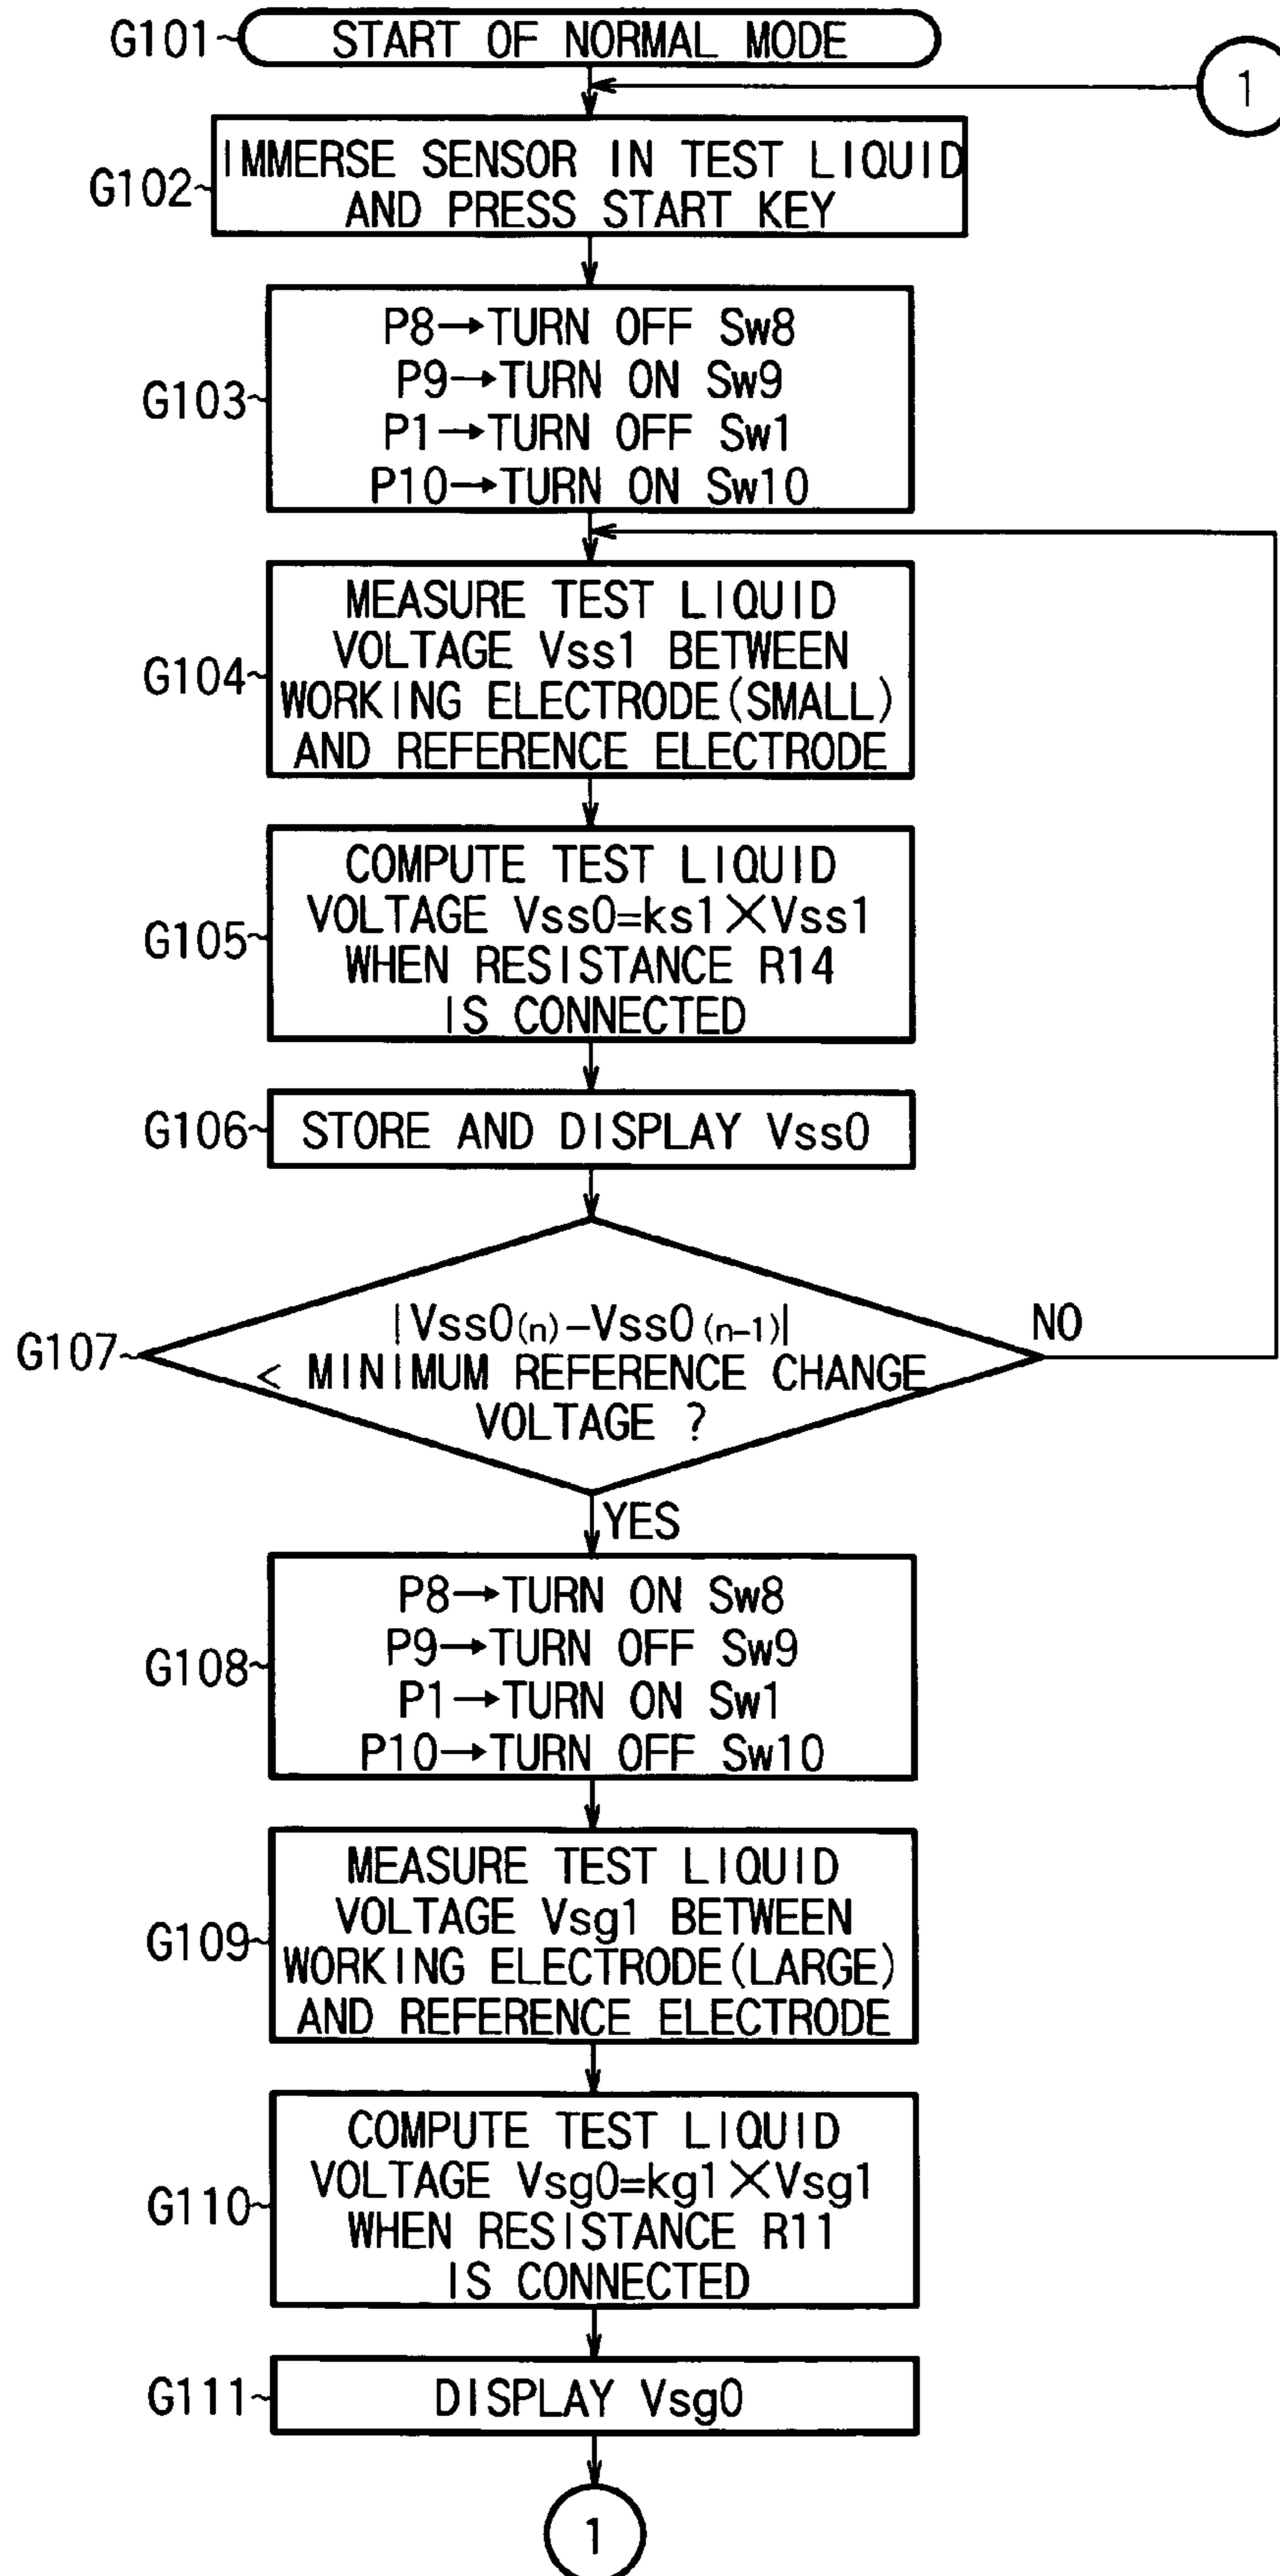 G101 START OF NORMAL MODE
1
G102 IMMERSE SENSOR IN TEST LIQUID
AND PRESS START KEY
G103
P8→TURN OFF Sw8
P9→TURN ON Sw9
P1→TURN OFF Sw1
P10→TURN ON Sw10
G104
MEASURE TEST LIQUID
VOLTAGE Vss1 BETWEEN
WORKING ELECTRODE(SMALL)
AND REFERENCE ELECTRODE
G105
COMPUTE TEST LIQUID
VOLTAGE Vss0=ks1×Vss1
WHEN RESISTANCE R14
IS CONNECTED
G106 STORE AND DISPLAY Vss0
G107
|Vss0(n)-Vss0(n-1)|
< MINIMUM REFERENCE CHANGE
VOLTAGE ?
NO
YES
G108
P8→TURN ON Sw8
P9→TURN OFF Sw9
P1→TURN ON Sw1
P10→TURN OFF Sw10
G109
MEASURE TEST LIQUID
VOLTAGE Vsg1 BETWEEN
WORKING ELECTRODE(LARGE)
AND REFERENCE ELECTRODE
G110
COMPUTE TEST LIQUID
VOLTAGE Vsg0=kg1×Vsg1
WHEN RESISTANCE R11
IS CONNECTED
G111 DISPLAY Vsg0
1